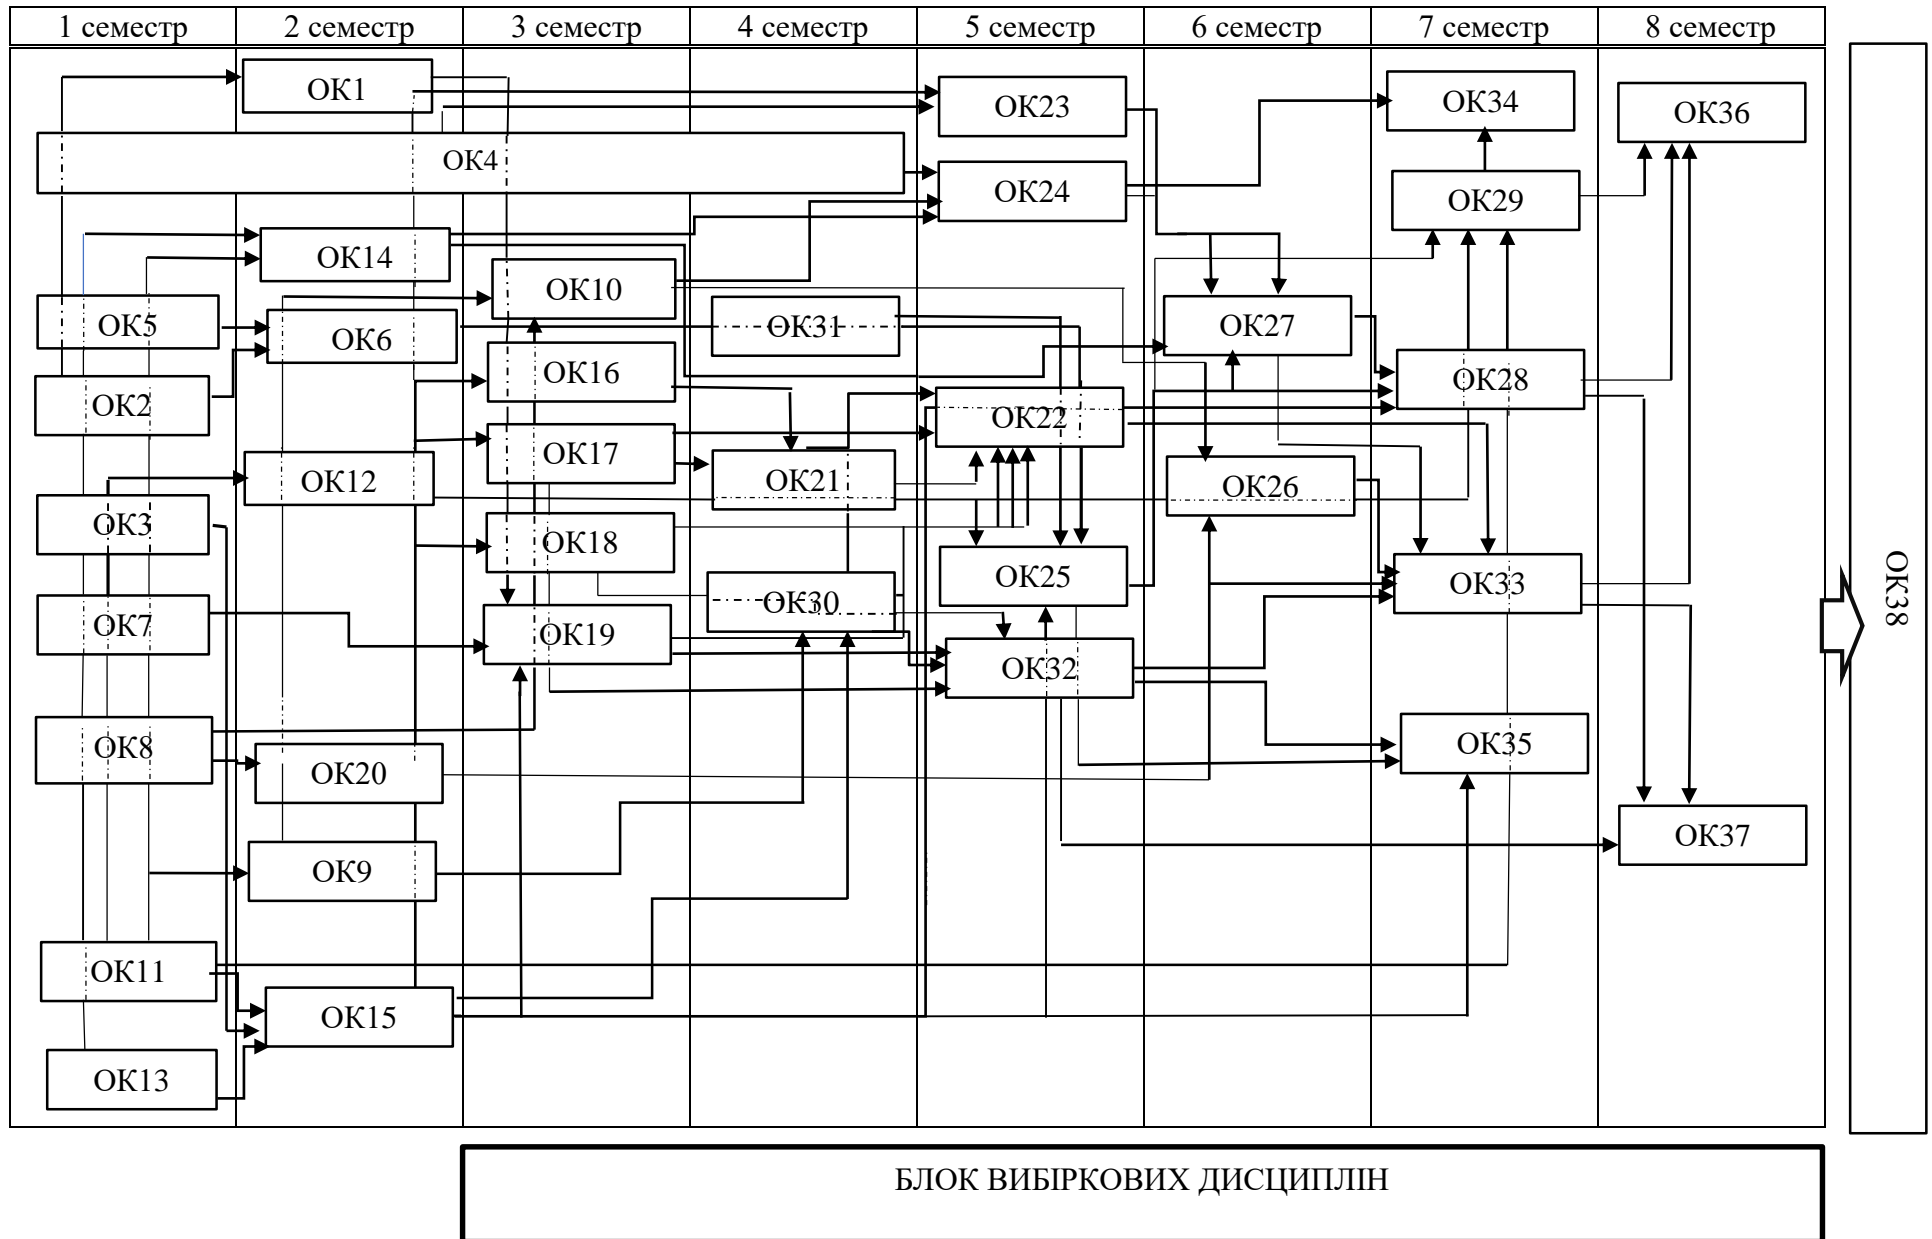 1 семестр
2 семестр
3 семестр
4 семестр
5 семестр
6 семестр
7 семестр
8 семестр
ОК5
ОК2
ОК3
ОК7
ОК8
ОК11
ОК13
ОК4
ОК1
ОК14
ОК6
ОК12
ОК20
ОК9
ОК15
ОК10
ОК16
ОК17
ОК18
ОК19
ОК31
ОК21
ОК30
ОК23
ОК24
ОК22
ОК25
ОК32
ОК27
ОК26
ОК34
ОК29
ОК28
ОК33
ОК35
ОК36
ОК37
ОК38
БЛОК ВИБІРКОВИХ ДИСЦИПЛІН